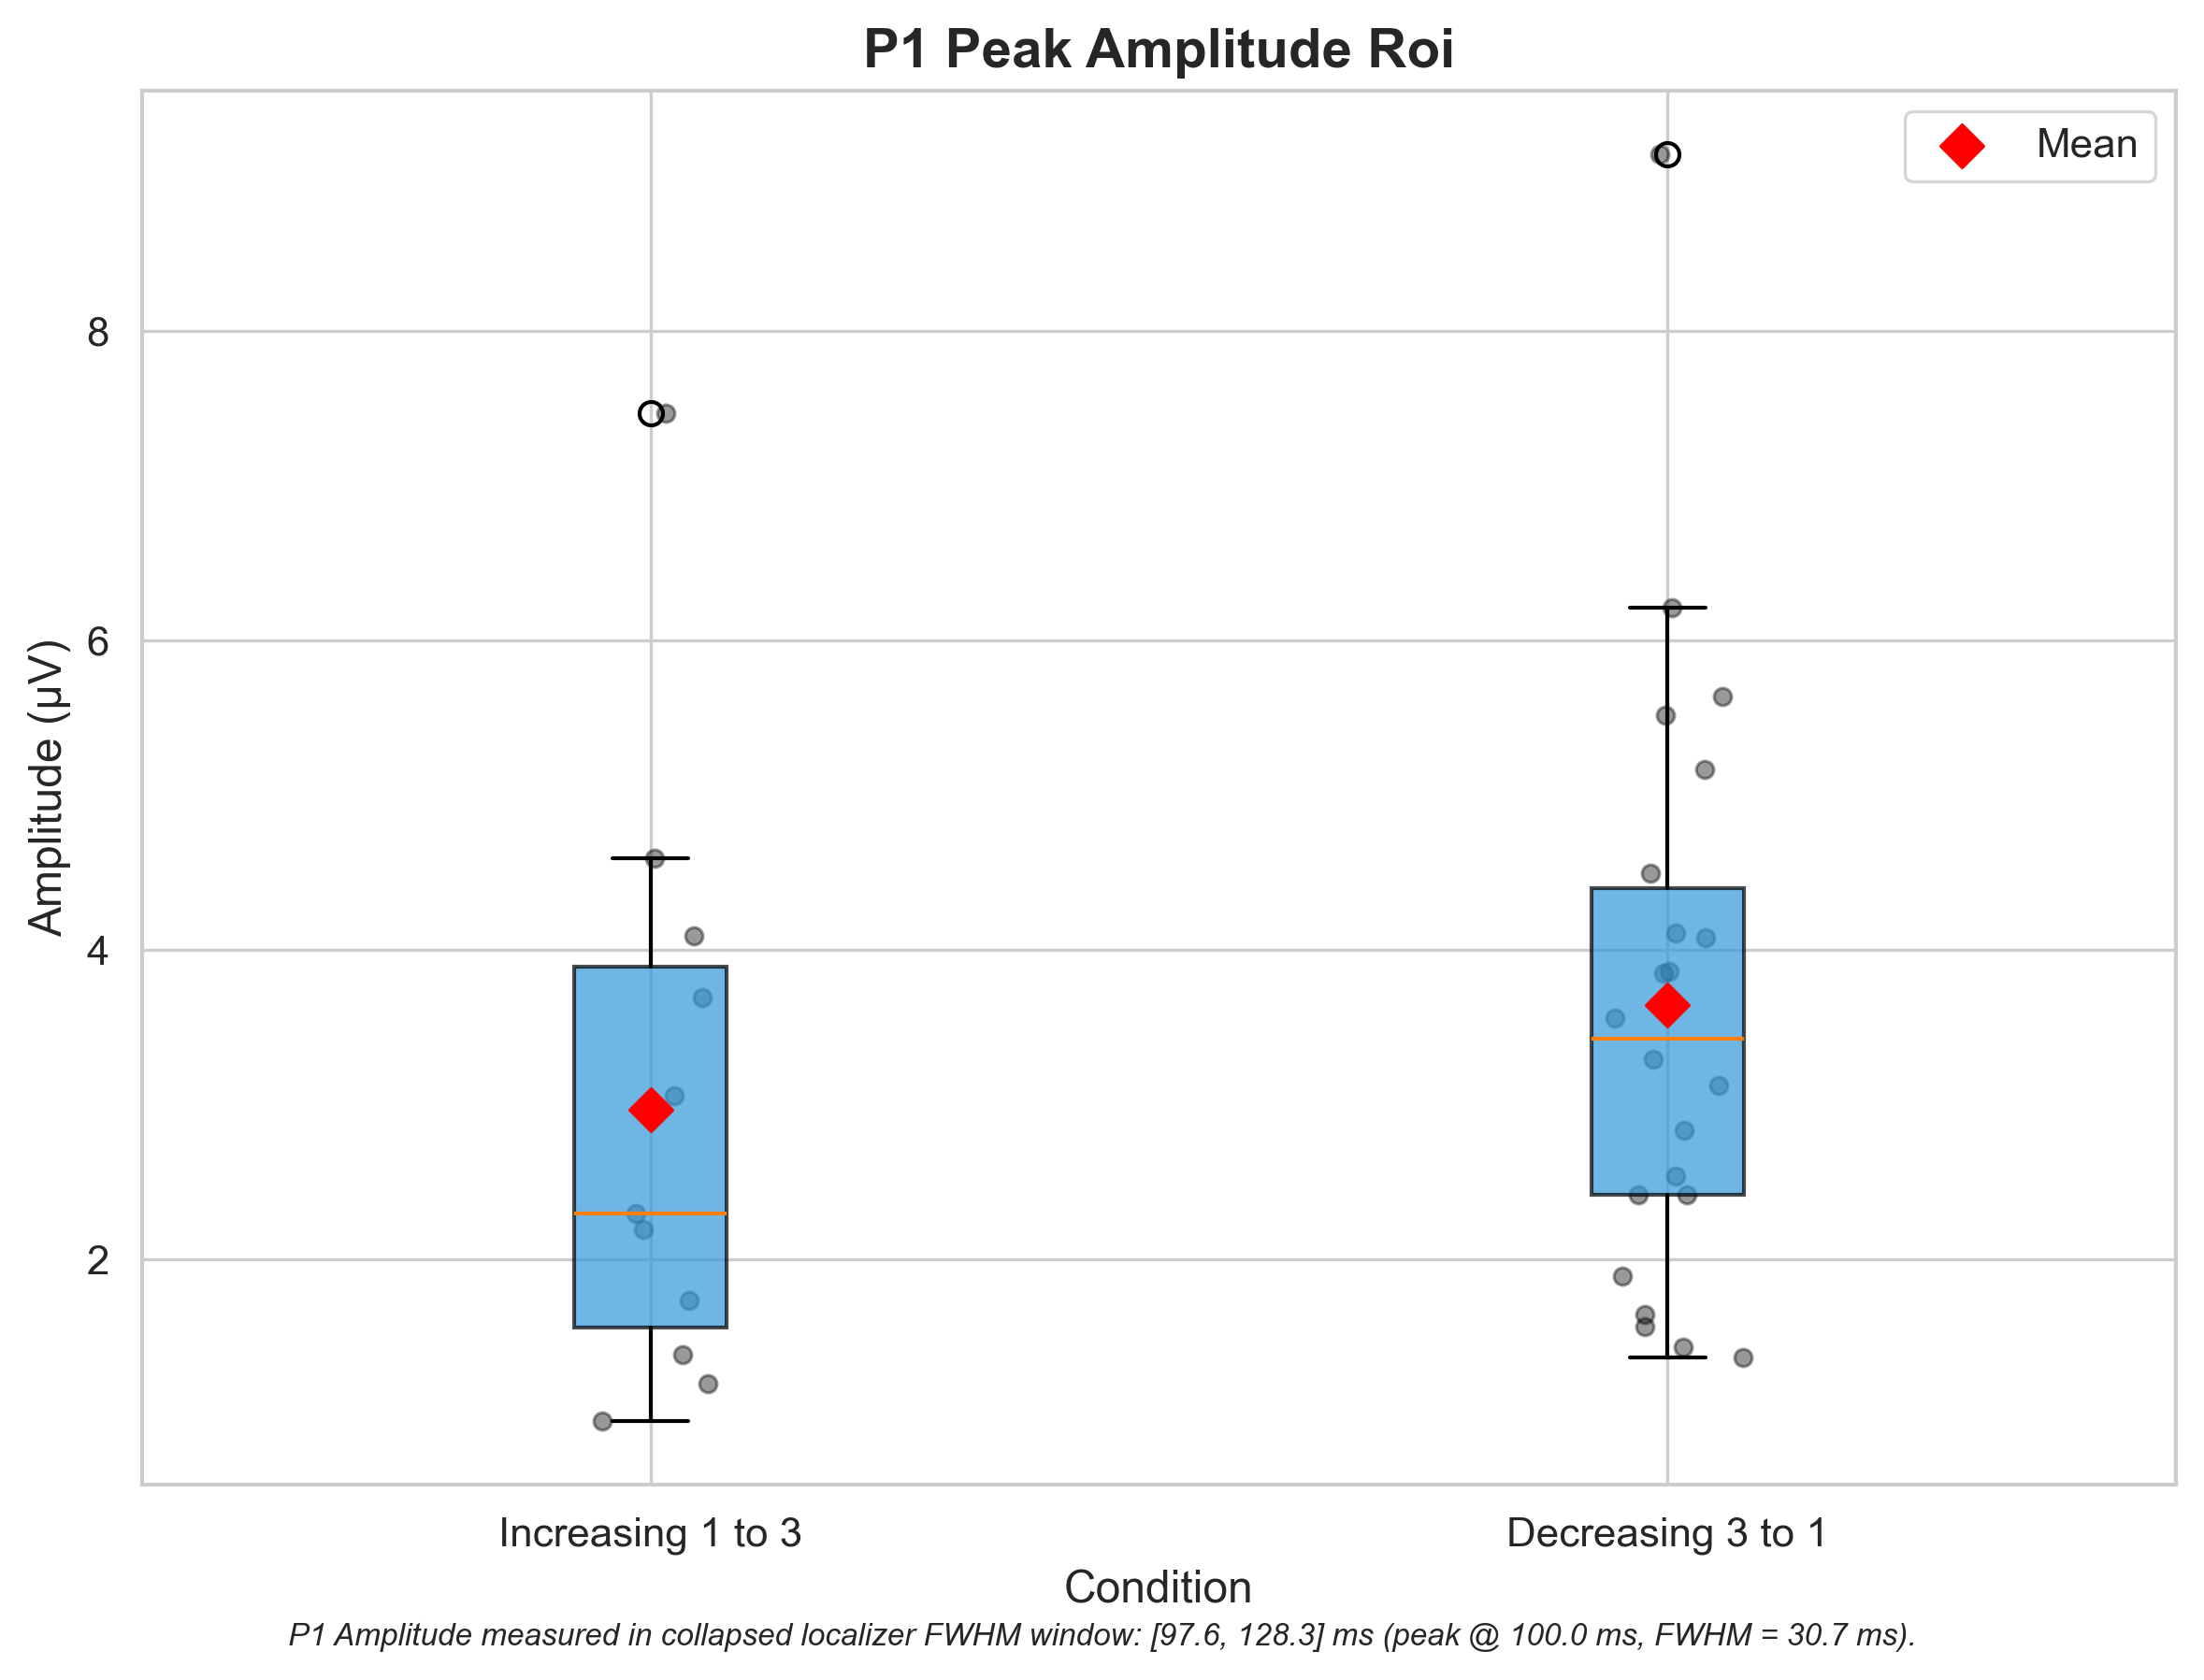 P1 Peak Amplitude Roi
Mean
8
6
4
2
Amplitude (µV)
Increasing 1 to 3
Decreasing 3 to 1
Condition
P1 Amplitude measured in collapsed localizer FWHM window: [97.6, 128.3] ms (peak @ 100.0 ms, FWHM = 30.7 ms).